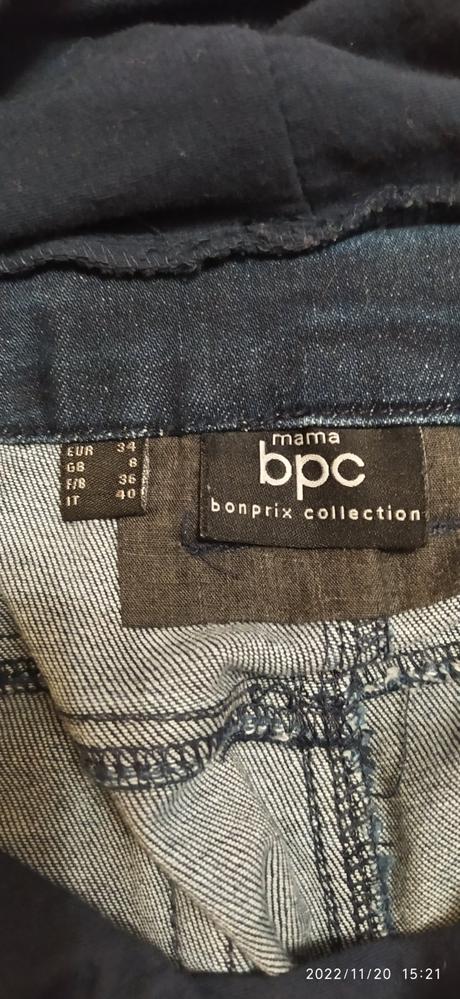 EUR 34
GB 8
F/B 36
IT 40
mama
bpc
bonprix collection
2022/11/20 15:21